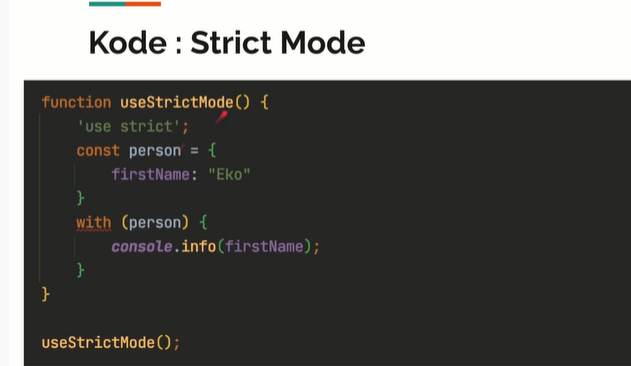 Kode : Strict Mode
function useStrictMode() {
'use strict';
const person = {
firstName: "Eko"
}
with (person) {
console.info(firstName);
}
}
useStrictMode();